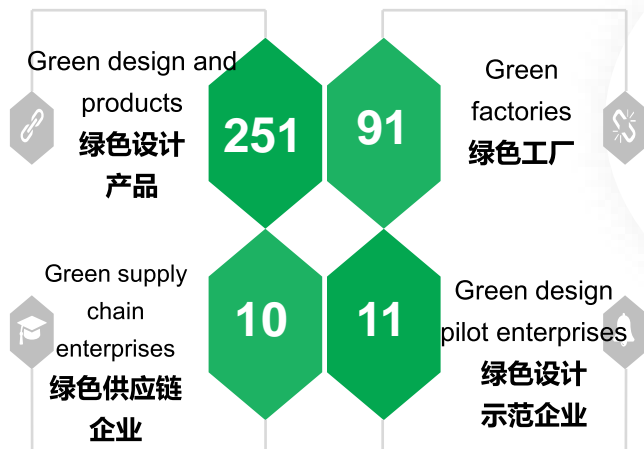 Green design and
products
绿色设计
产品
251
91
Green
factories
绿色工厂
Green supply
chain
enterprises
绿色供应链
企业
10
11
Green design
pilot enterprises
绿色设计
示范企业